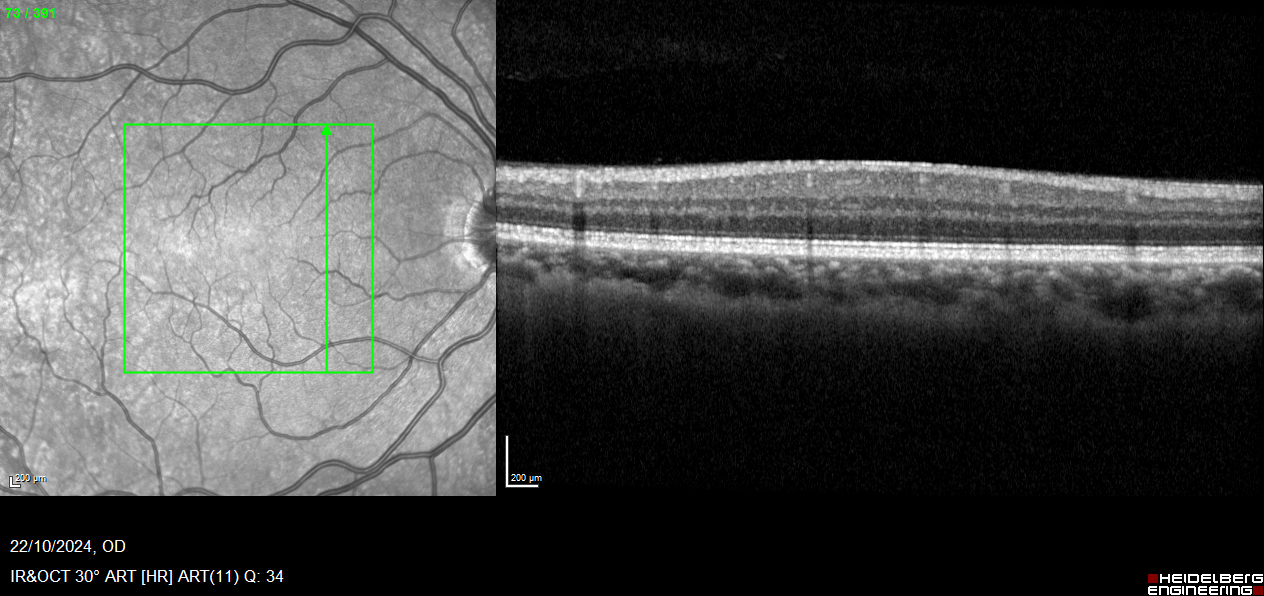 73 / 391
200 µm
200 µm
22/10/2024, OD
IR&OCT 30° ART [HR] ART(11) Q: 34
HEIDELBERG
ENGINEERING